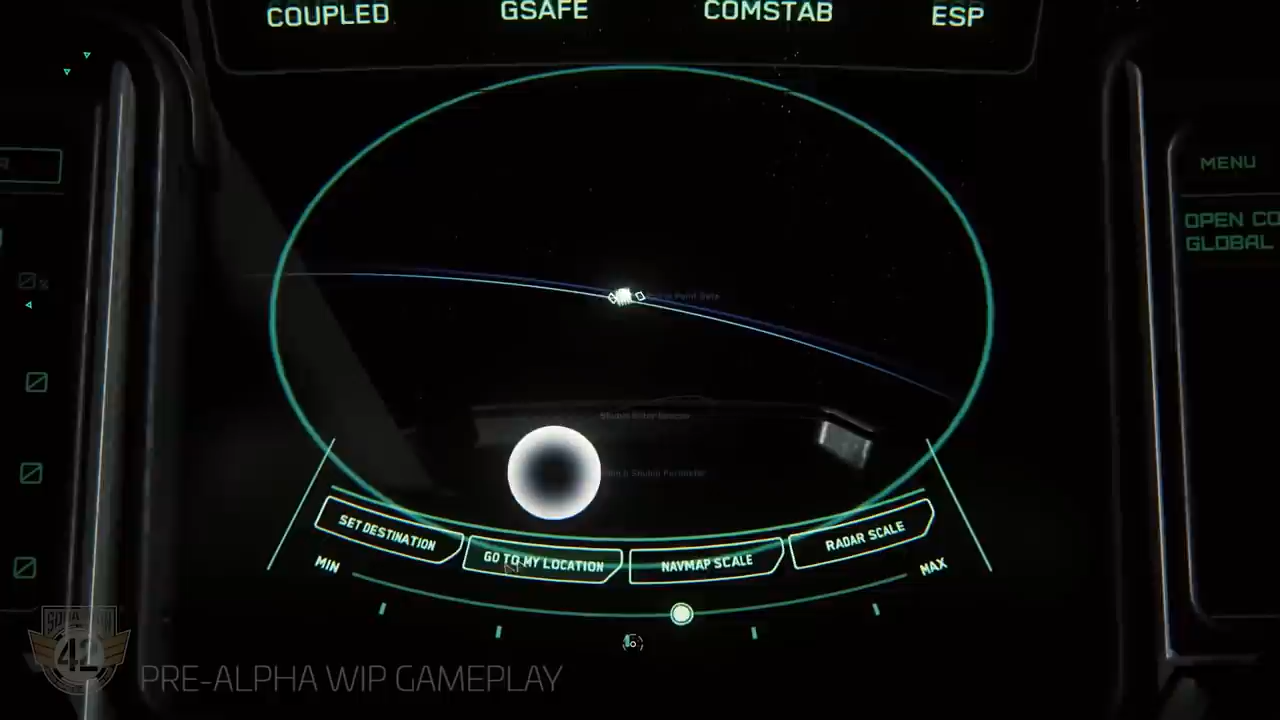 COUPLED
GSAFE
COMSTAB
ESP
MENU
OPEN CO
GLOBAL
SET DESTINATION
GO TO MY LOCATION
NAVMAP SCALE
RADAR SCALE
MIN
MAX
42
PRE-ALPHA WIP GAMEPLAY